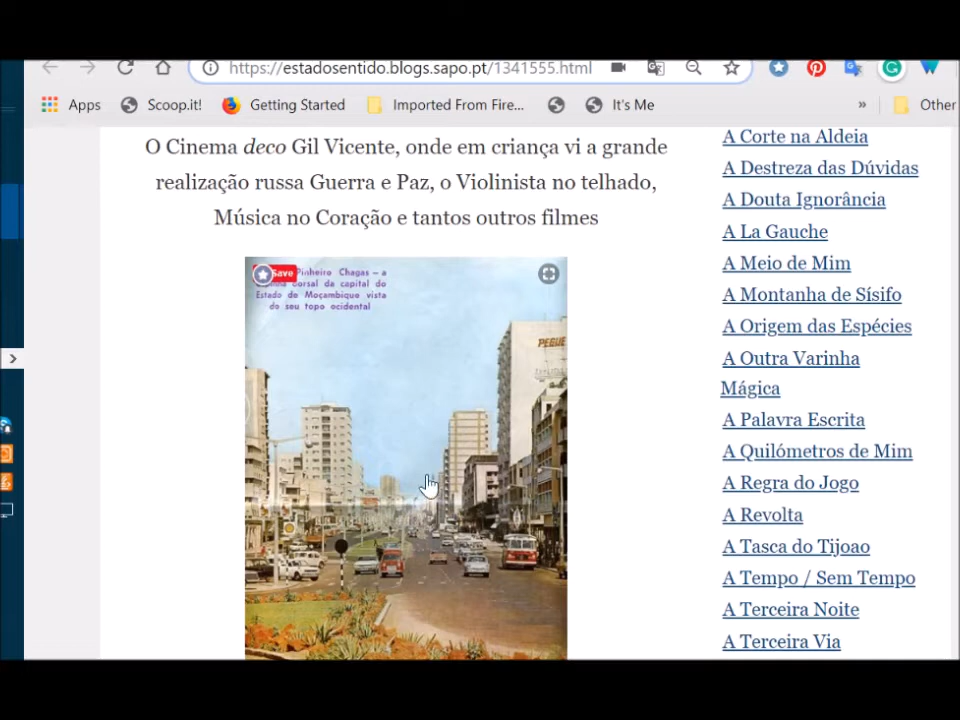 https://estadosentido.blogs.sapo.pt/1341555.html
Apps
Scoop.it!
Getting Started
Imported From Fire...
It's Me
»
Other
O Cinema deco Gil Vicente, onde em criança vi a grande
realização russa Guerra e Paz, o Violinista no telhado,
Música no Coração e tantos outros filmes
Save
Pinheiro Chagas – a
dorsal da capital do
Estado de Moçambique vista
do seu topo ocidental
PEUGE
A Corte na Aldeia
A Destreza das Dúvidas
A Douta Ignorância
A La Gauche
A Meio de Mim
A Montanha de Sísifo
A Origem das Espécies
A Outra Varinha
Mágica
A Palavra Escrita
A Quilómetros de Mim
A Regra do Jogo
A Revolta
A Tasca do Tijoao
A Tempo / Sem Tempo
A Terceira Noite
A Terceira Via